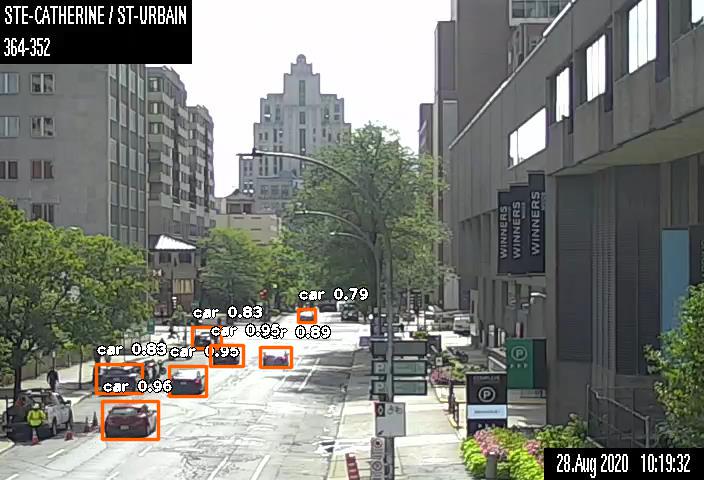 STE-CATHERINE / ST-URBAIN
364-352
car 0.79
car 0.83
car 0.95
0.89
car 0.83
car 0.95
car 0.96
WINNERS
WINNERS
WINNERS
P
P
28.Aug 2020 10:19:32